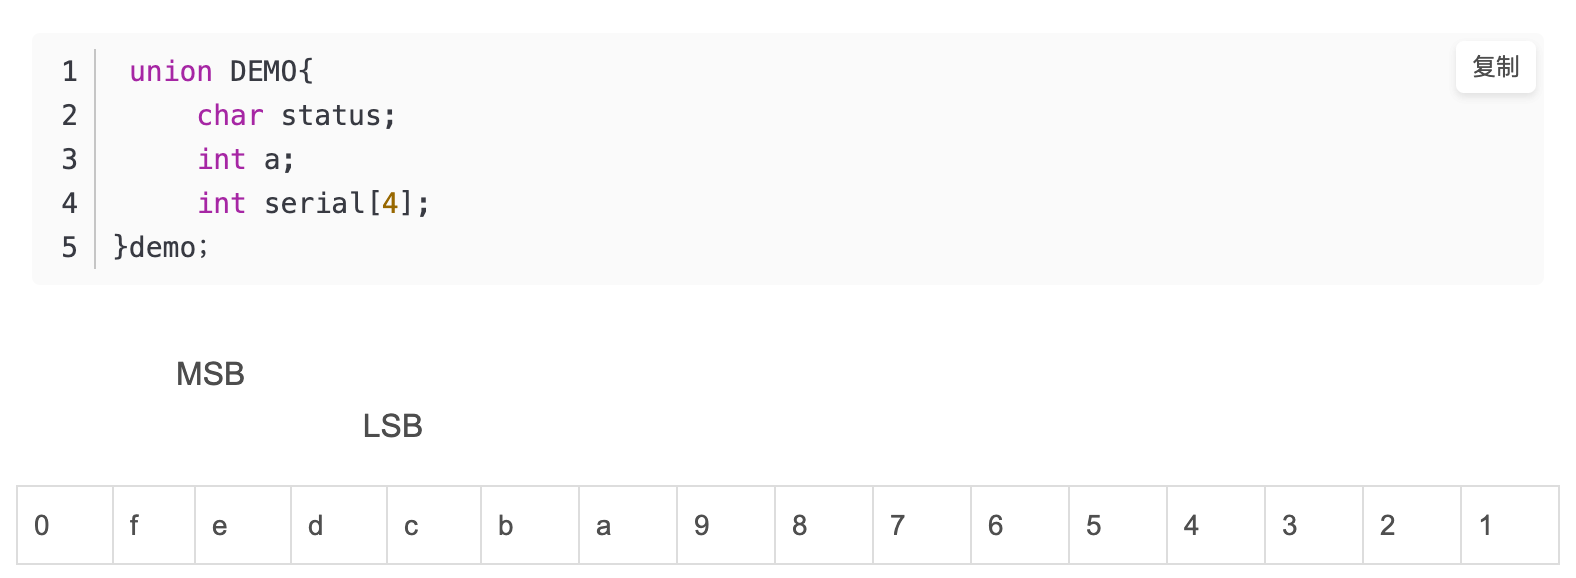 复制
1 union DEMO{
2 char status;
3 int a;
4 int serial[4];
5 }demo;
MSB
LSB
0 f e d c b a 9 8 7 6 5 4 3 2 1